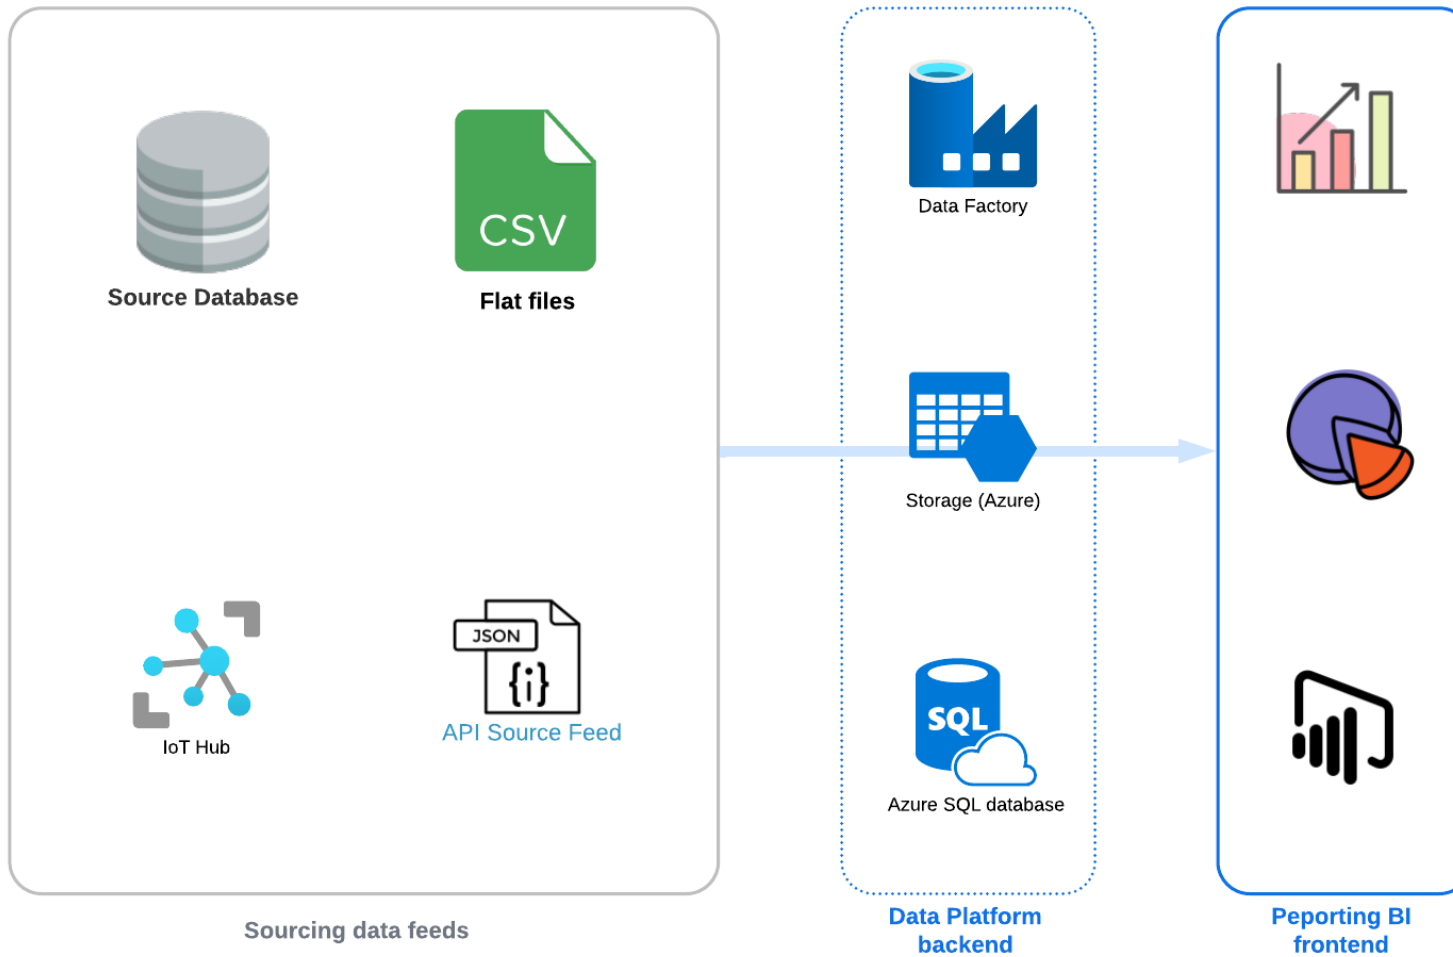 CSV
Source Database
Flat files
JSON
{i}
IoT Hub
API Source Feed
Sourcing data feeds
Data Factory
Storage (Azure)
SQL
Azure SQL database
Data Platform
backend
Peporting BI
frontend